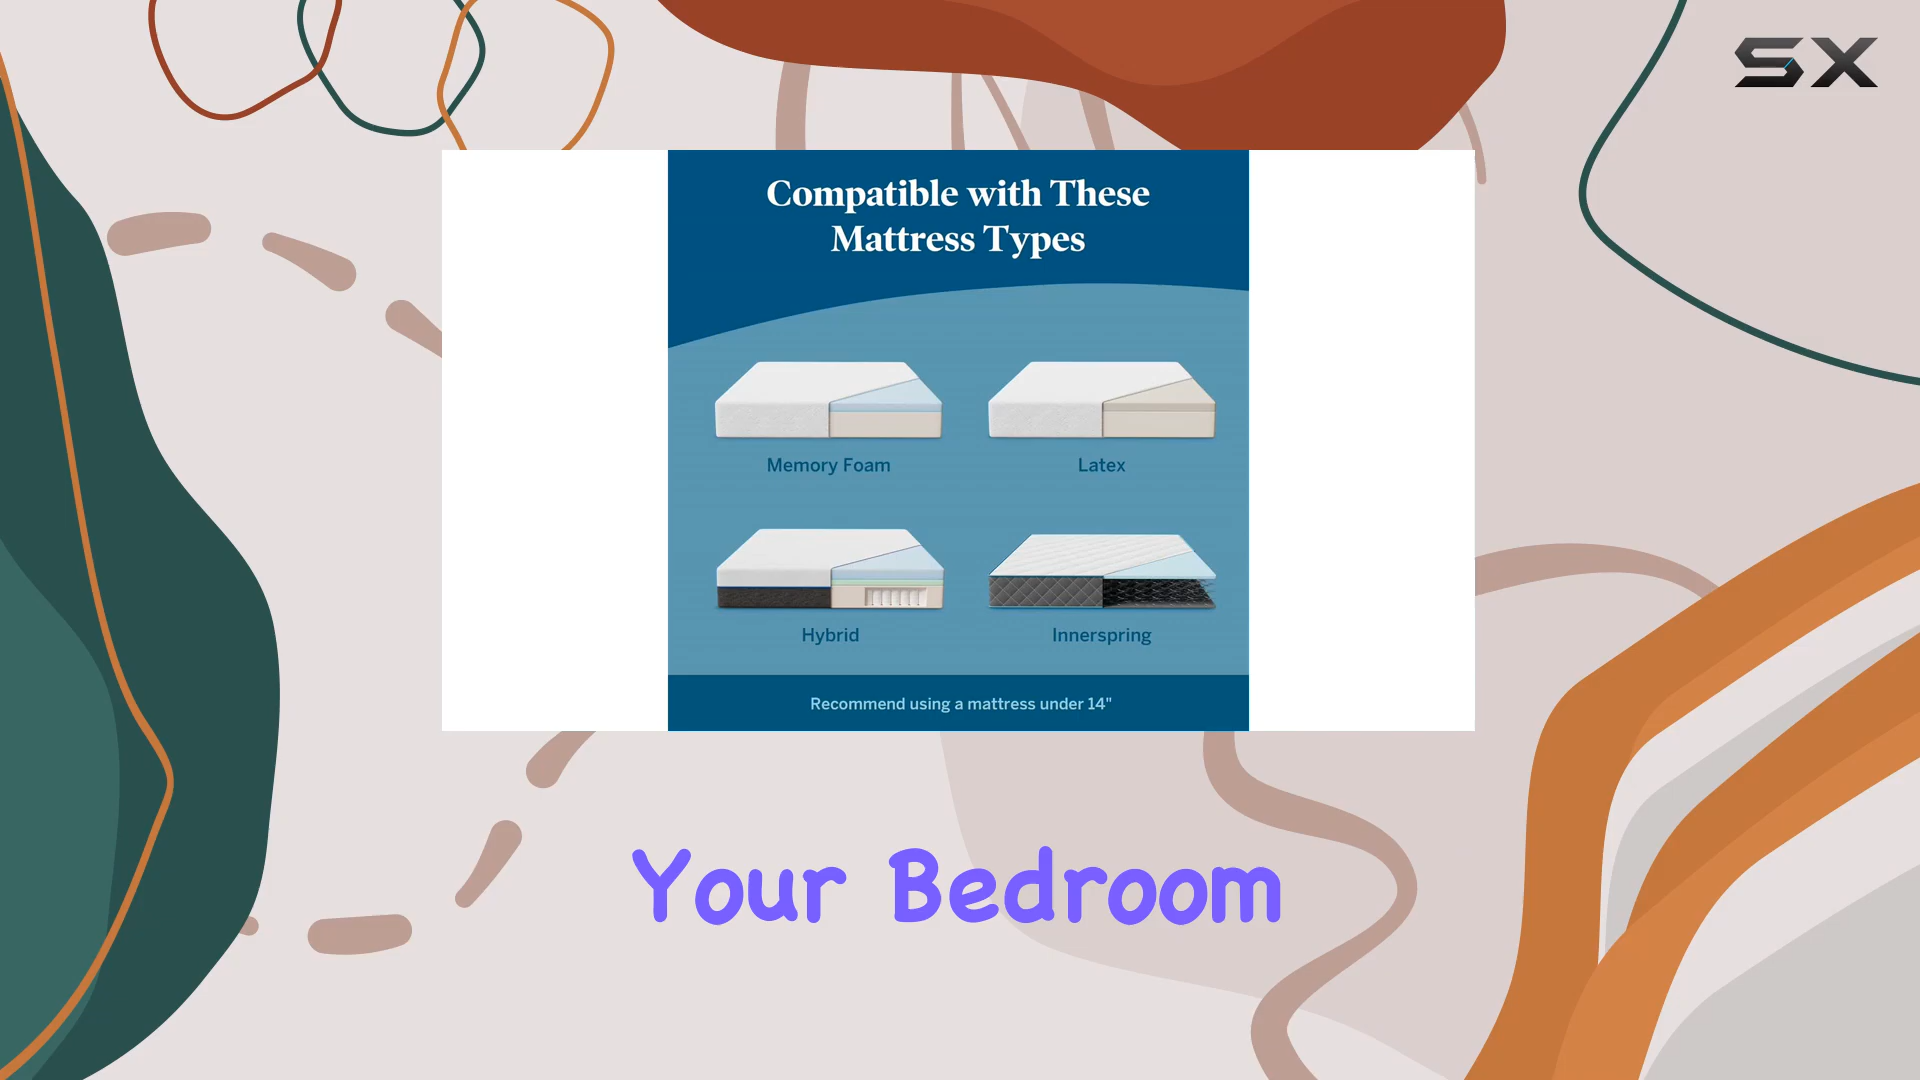 SX
Compatible with These
Mattress Types
Memory Foam
Latex
Hybrid
Innerspring
Recommend using a mattress under 14"
Your Bedroom